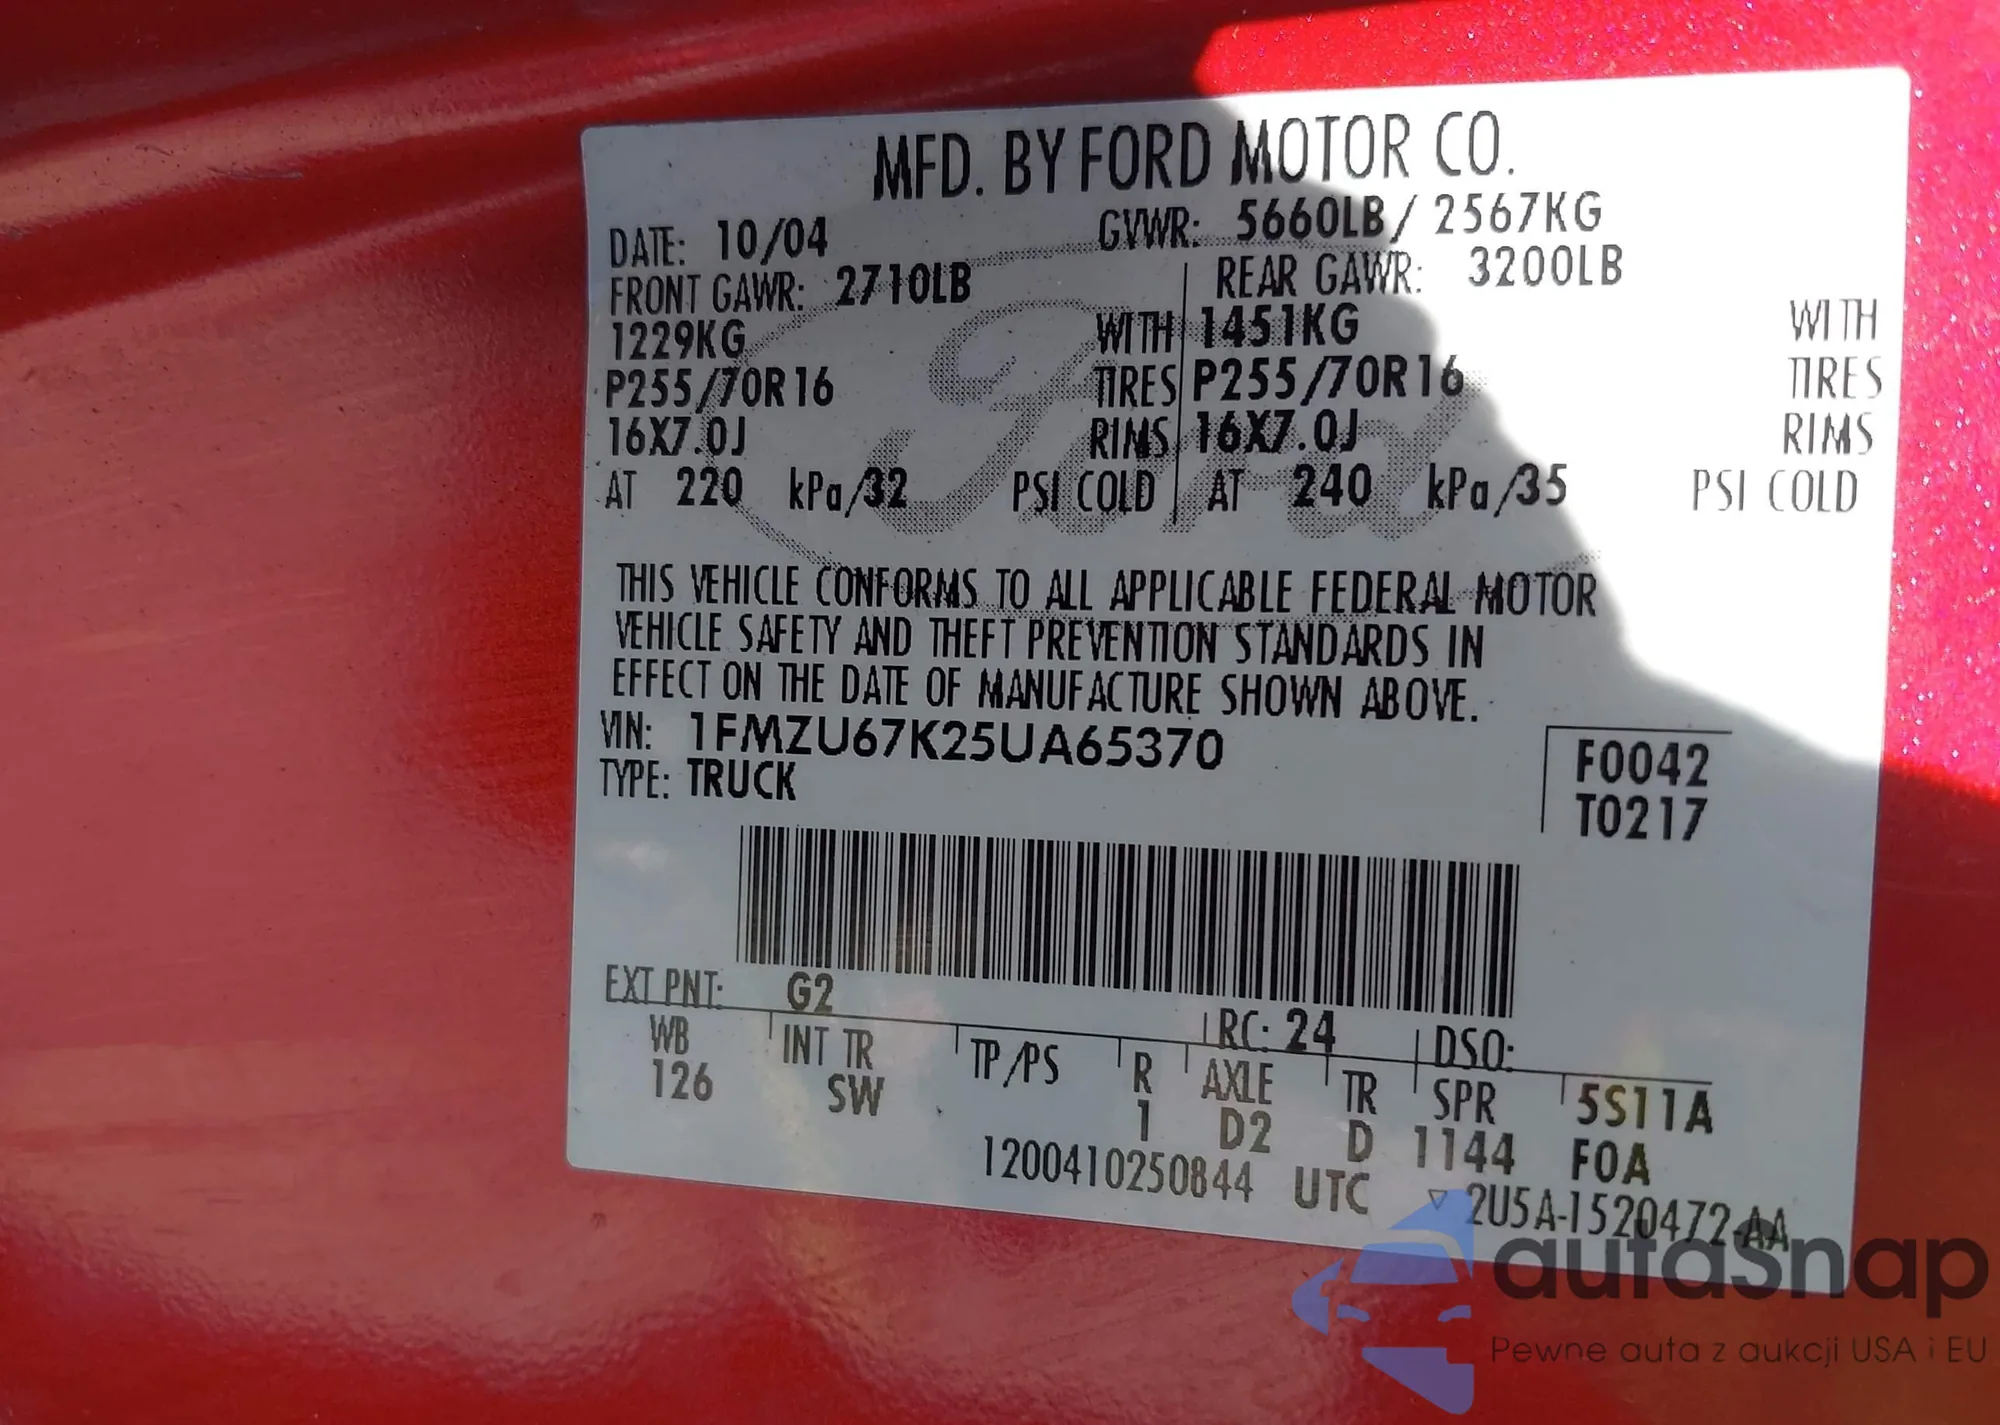 MFD. BY FORD MOTOR CO.
DATE: 10/04 GVWR: 5660LB/ 2567KG
FRONT GAWR: 2710LB REAR GAWR: 3200LB
1229KG WITH 1451KG WITH
P255/70R16 TIRES P255/70R16 TIRES
16X7.0J RIMS 16X7.0J RIMS
AT 220 kPa/32 PSI COLD AT 240 kPa/35 PSI COLD
Ford
THIS VEHICLE CONFORMS TO ALL APPLICABLE FEDERAL MOTOR
VEHICLE SAFETY AND THEFT PREVENTION STANDARDS IN
EFFECT ON THE DATE OF MANUFACTURE SHOWN ABOVE.
VIN: 1FMZU67K25UA65370 F0042
TYPE: TRUCK T0217
EXT PNT: G2 RC: 24 DSO:
WB INT TR TP/PS R AXLE TR SPR 5S11A
126 SW 1 D2 D 1144 F0A
1200410250844 UTC ▽ 2U5A-1520472-AA
autaSnap
Pewne auta z aukcji USA i EU